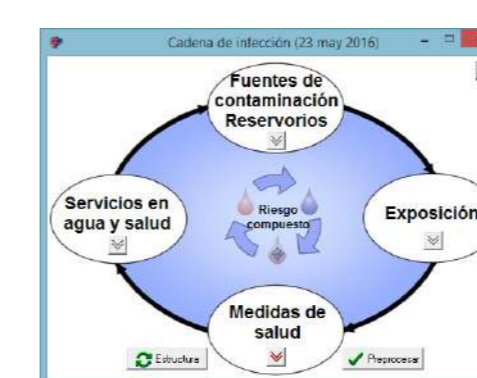 Cadena de infección (23 may 2016)
Fuentes de
contaminación
Reservorios
Servicios en
agua y salud
Riesgo
compuesto
Exposición
Medidas de
salud
Estructura
Preprocesar